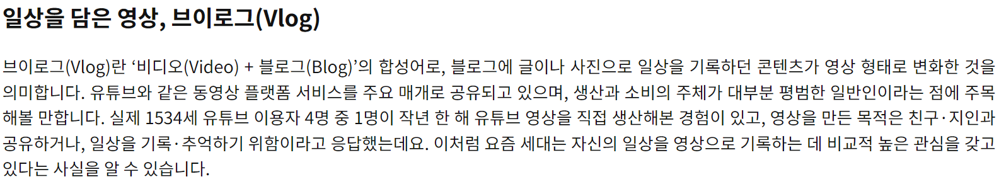 일상을 담은 영상, 브이로그(Vlog)
브이로그(Vlog)란 ‘비디오(Video) + 블로그(Blog)’의 합성어로, 블로그에 글이나 사진으로 일상을 기록하던 콘텐츠가 영상 형태로 변화한 것을
의미합니다. 유튜브와 같은 동영상 플랫폼 서비스를 주요 매개로 공유되고 있으며, 생산과 소비의 주체가 대부분 평범한 일반인이라는 점에 주목
해볼 만합니다. 실제 1534세 유튜브 이용자 4명 중 1명이 작년 한 해 유튜브 영상을 직접 생산해본 경험이 있고, 영상을 만든 목적은 친구·지인과
공유하거나, 일상을 기록·추억하기 위함이라고 응답했는데요. 이처럼 요즘 세대는 자신의 일상을 영상으로 기록하는 데 비교적 높은 관심을 갖고
있다는 사실을 알 수 있습니다.